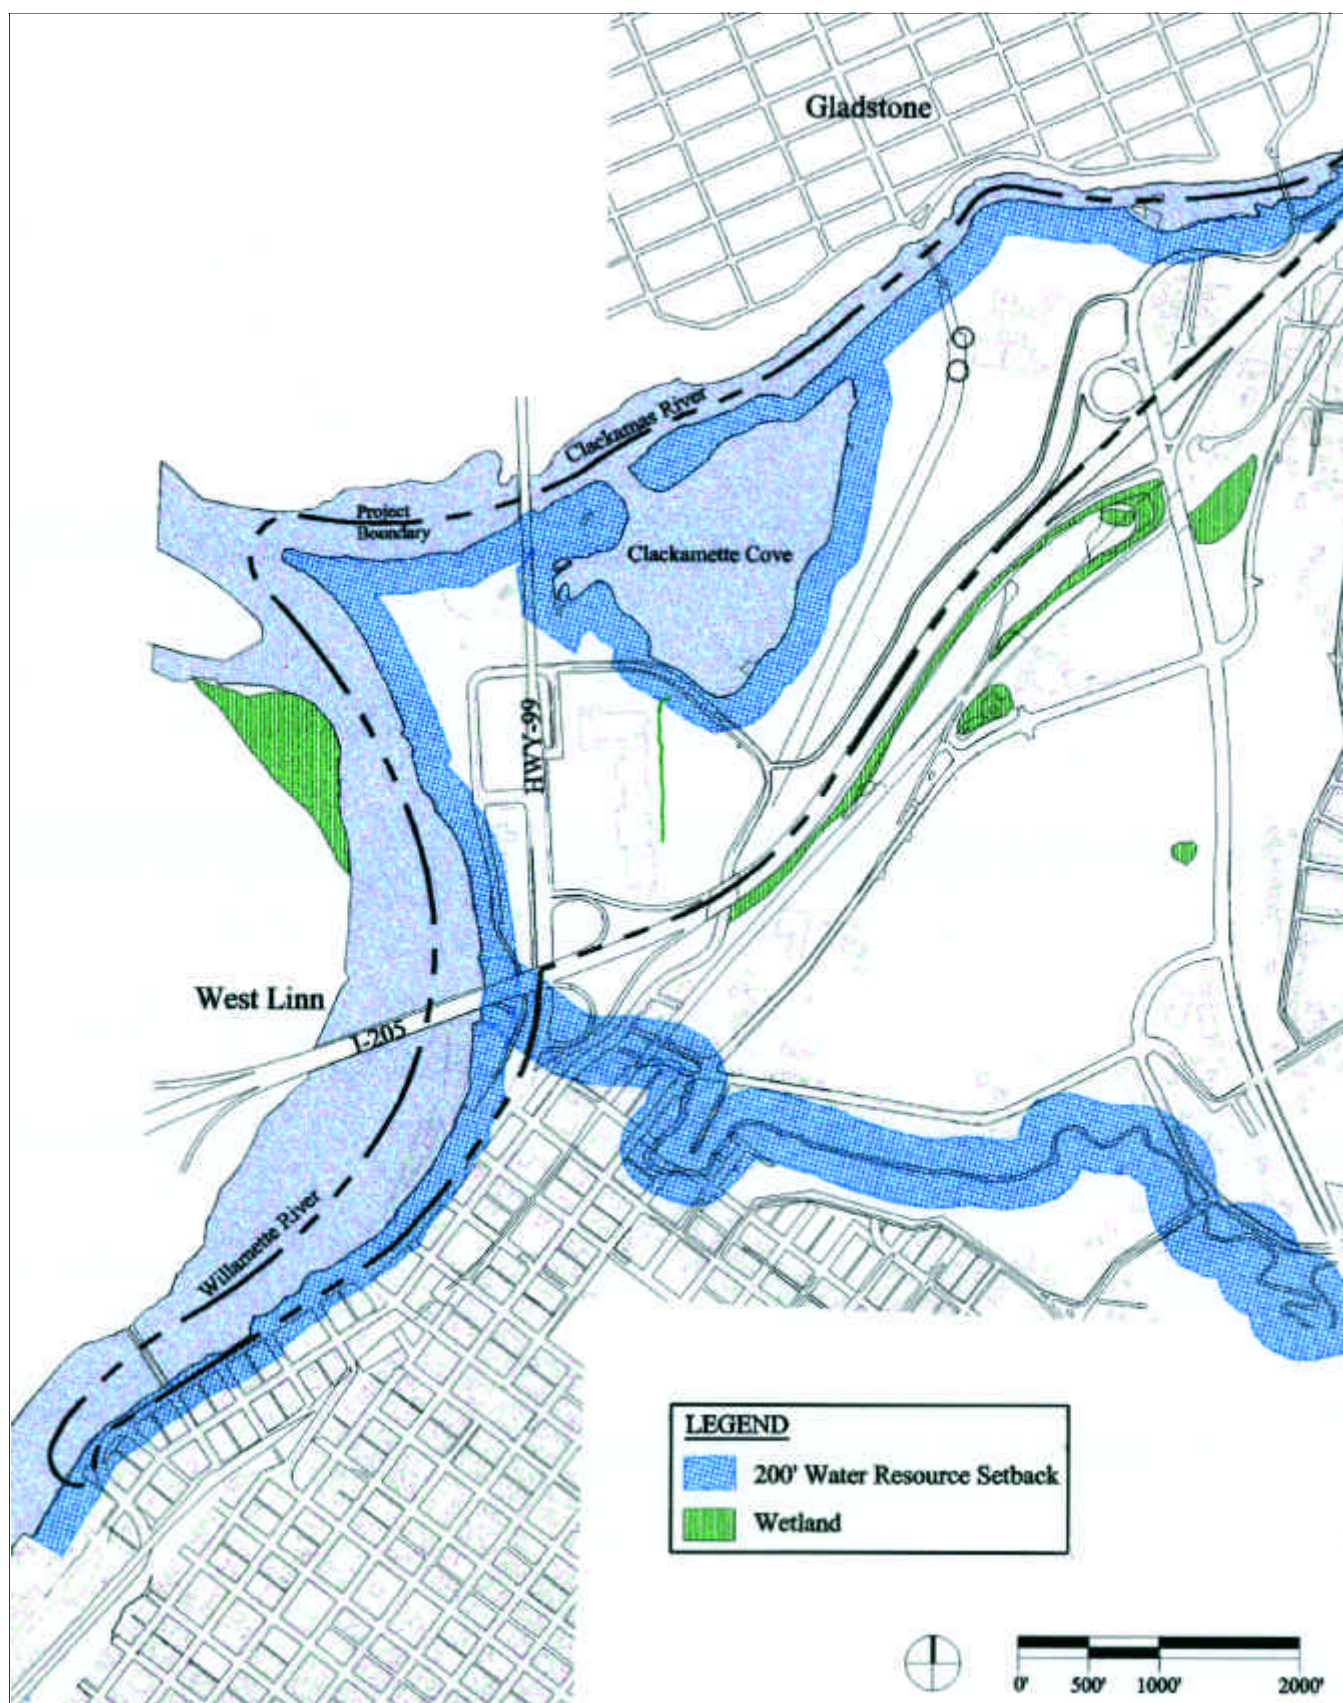 Gladstone
Clackamas River
Project
Boundary
Clackamette Cove
HWY-99
West Linn
I-205
Willamette River
LEGEND
200' Water Resource Setback
Wetland
0' 500' 1000' 2000'